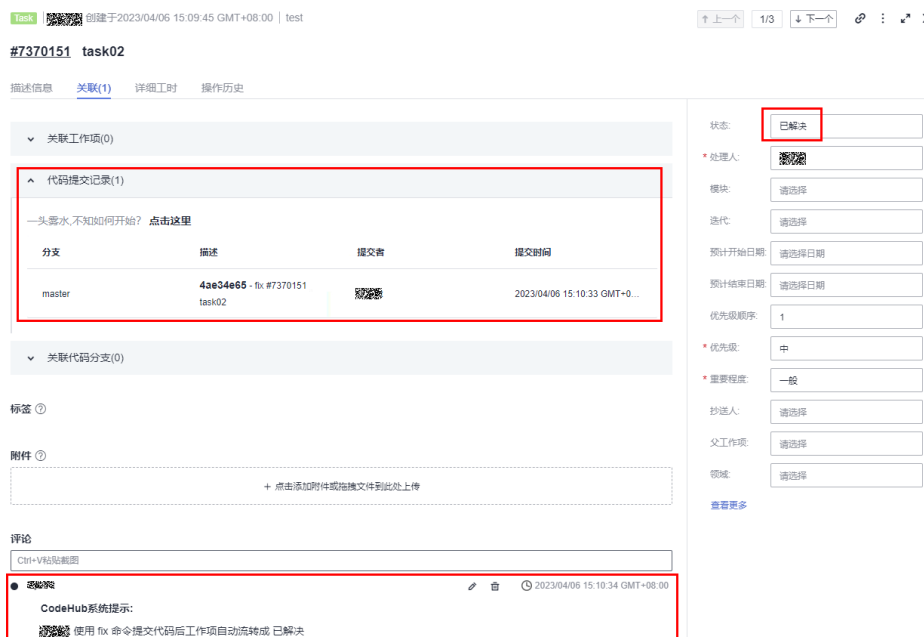 Task 创建于2023/04/06 15:09:45 GMT+08:00 test
上一个 1/3 下一个
#7370151 task02
描述信息 关联(1) 详细工时 操作历史
关联工作项(0)
代码提交记录(1)
一头雾水,不知如何开始? 点击这里
分支 描述 提交者 提交时间
master 4ae34e65 - fix #7370151 2023/04/06 15:10:33 GMT+0...
task02
关联代码分支(0)
标签
附件
+ 点击添加附件或拖拽文件到此处上传
评论
Ctrl+V粘贴截图
2023/04/06 15:10:34 GMT+08:00
CodeHub系统提示:
使用 fix 命令提交代码后工作项自动流转成 已解决
状态: 已解决
* 处理人:
模块: 请选择
迭代: 请选择
预计开始日期: 请选择日期
预计结束日期: 请选择日期
优先级顺序: 1
* 优先级: 中
* 重要程度: 一般
抄送人: 请选择
父工作项: 请选择
领域: 请选择
查看更多